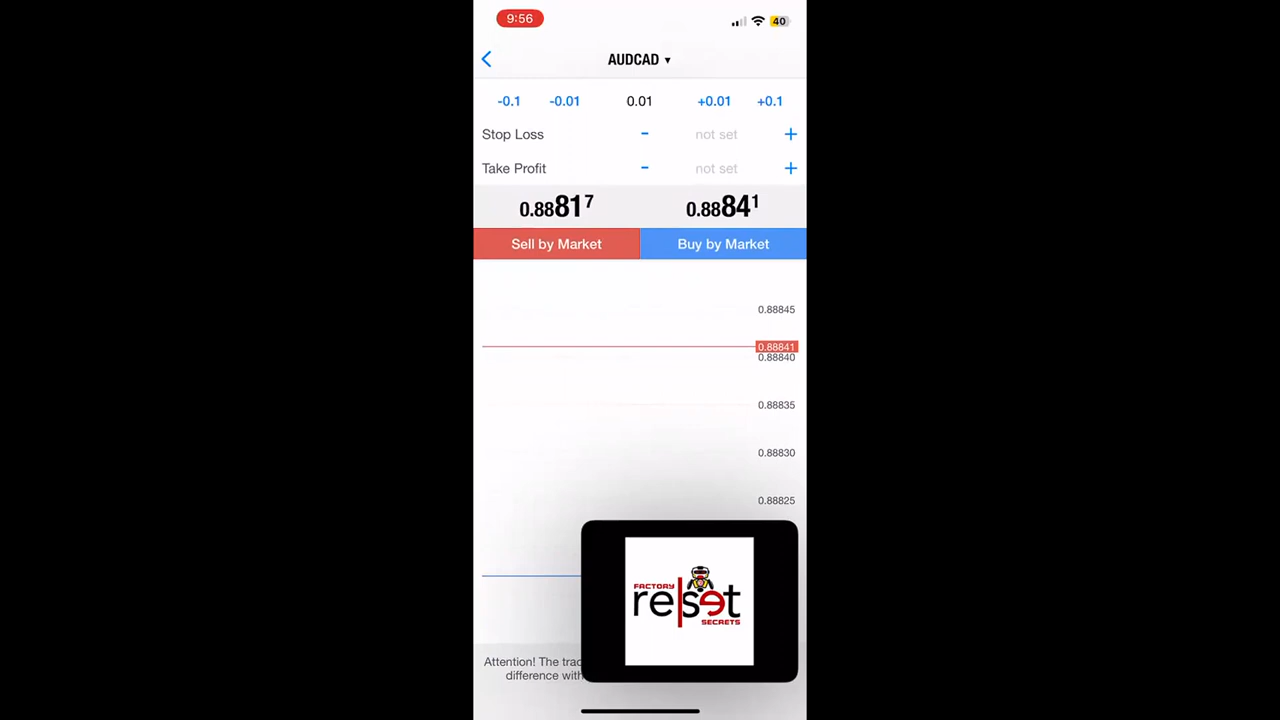 9:56
40
AUDCAD ▾
-0.1 -0.01 0.01 +0.01 +0.1
Stop Loss - not set +
Take Profit - not set +
0.88817 0.88841
Sell by Market Buy by Market
0.88845
0.88841
0.88840
0.88835
0.88830
0.88825
FACTORY
reset
SECRETS
Attention! The
difference with